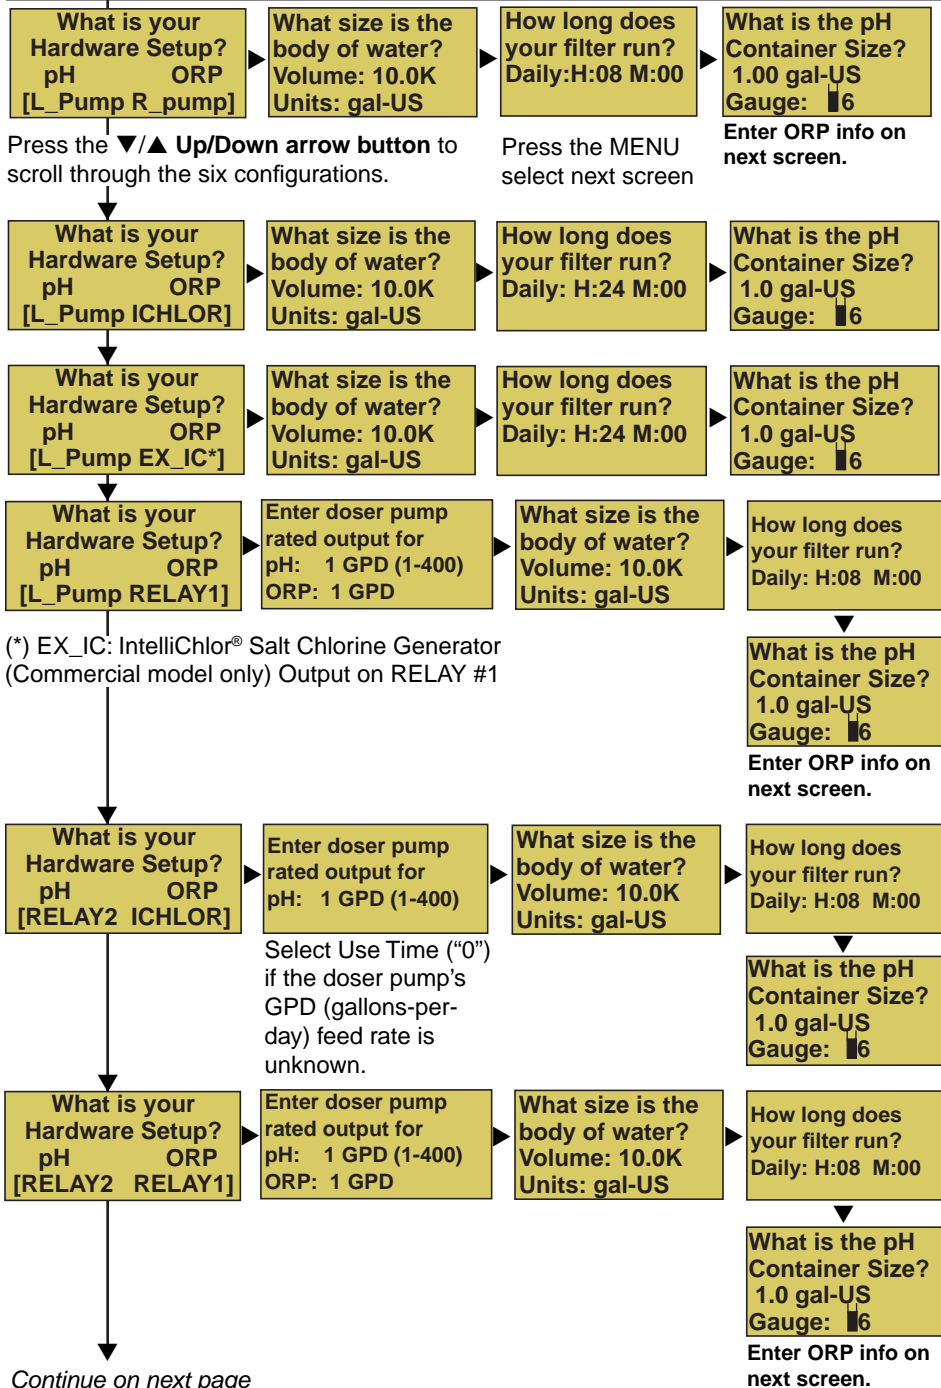 What is your
Hardware Setup?
pH ORP
[L_Pump R_pump]
What size is the
body of water?
Volume: 10.0K
Units: gal-US
How long does
your filter run?
Daily:H:08 M:00
What is the pH
Container Size?
1.00 gal-US
Gauge: 6
Enter ORP info on
next screen.
Press the ▼/▲ Up/Down arrow button to
scroll through the six configurations.
Press the MENU
select next screen
What is your
Hardware Setup?
pH ORP
[L_Pump ICHLOR]
What size is the
body of water?
Volume: 10.0K
Units: gal-US
How long does
your filter run?
Daily: H:24 M:00
What is the pH
Container Size?
1.0 gal-US
Gauge: 6
What is your
Hardware Setup?
pH ORP
[L_Pump EX_IC*]
What size is the
body of water?
Volume: 10.0K
Units: gal-US
How long does
your filter run?
Daily: H:24 M:00
What is the pH
Container Size?
1.0 gal-US
Gauge: 6
What is your
Hardware Setup?
pH ORP
[L_Pump RELAY1]
Enter doser pump
rated output for
pH: 1 GPD (1-400)
ORP: 1 GPD
What size is the
body of water?
Volume: 10.0K
Units: gal-US
How long does
your filter run?
Daily: H:08 M:00
(*) EX_IC: IntelliChlor® Salt Chlorine Generator
(Commercial model only) Output on RELAY #1
What is the pH
Container Size?
1.0 gal-US
Gauge: 6
Enter ORP info on
next screen.
What is your
Hardware Setup?
pH ORP
[RELAY2 ICHLOR]
Enter doser pump
rated output for
pH: 1 GPD (1-400)
What size is the
body of water?
Volume: 10.0K
Units: gal-US
How long does
your filter run?
Daily: H:08 M:00
Select Use Time (“0”)
if the doser pump’s
GPD (gallons-per-
day) feed rate is
unknown.
What is the pH
Container Size?
1.0 gal-US
Gauge: 6
What is your
Hardware Setup?
pH ORP
[RELAY2 RELAY1]
Enter doser pump
rated output for
pH: 1 GPD (1-400)
ORP: 1 GPD
What size is the
body of water?
Volume: 10.0K
Units: gal-US
How long does
your filter run?
Daily: H:08 M:00
What is the pH
Container Size?
1.0 gal-US
Gauge: 6
Enter ORP info on
next screen.
Continue on next page